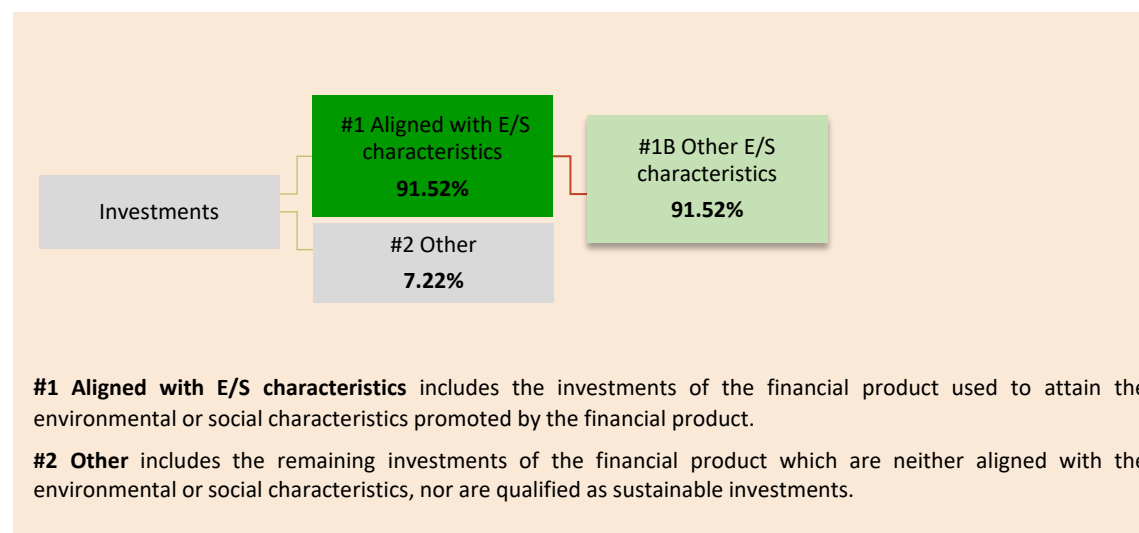 #1 Aligned with E/S
characteristics
91.52%
#1B Other E/S
characteristics
91.52%
Investments
#2 Other
7.22%
#1 Aligned with E/S characteristics includes the investments of the financial product used to attain the
environmental or social characteristics promoted by the financial product.
#2 Other includes the remaining investments of the financial product which are neither aligned with the
environmental or social characteristics, nor are qualified as sustainable investments.